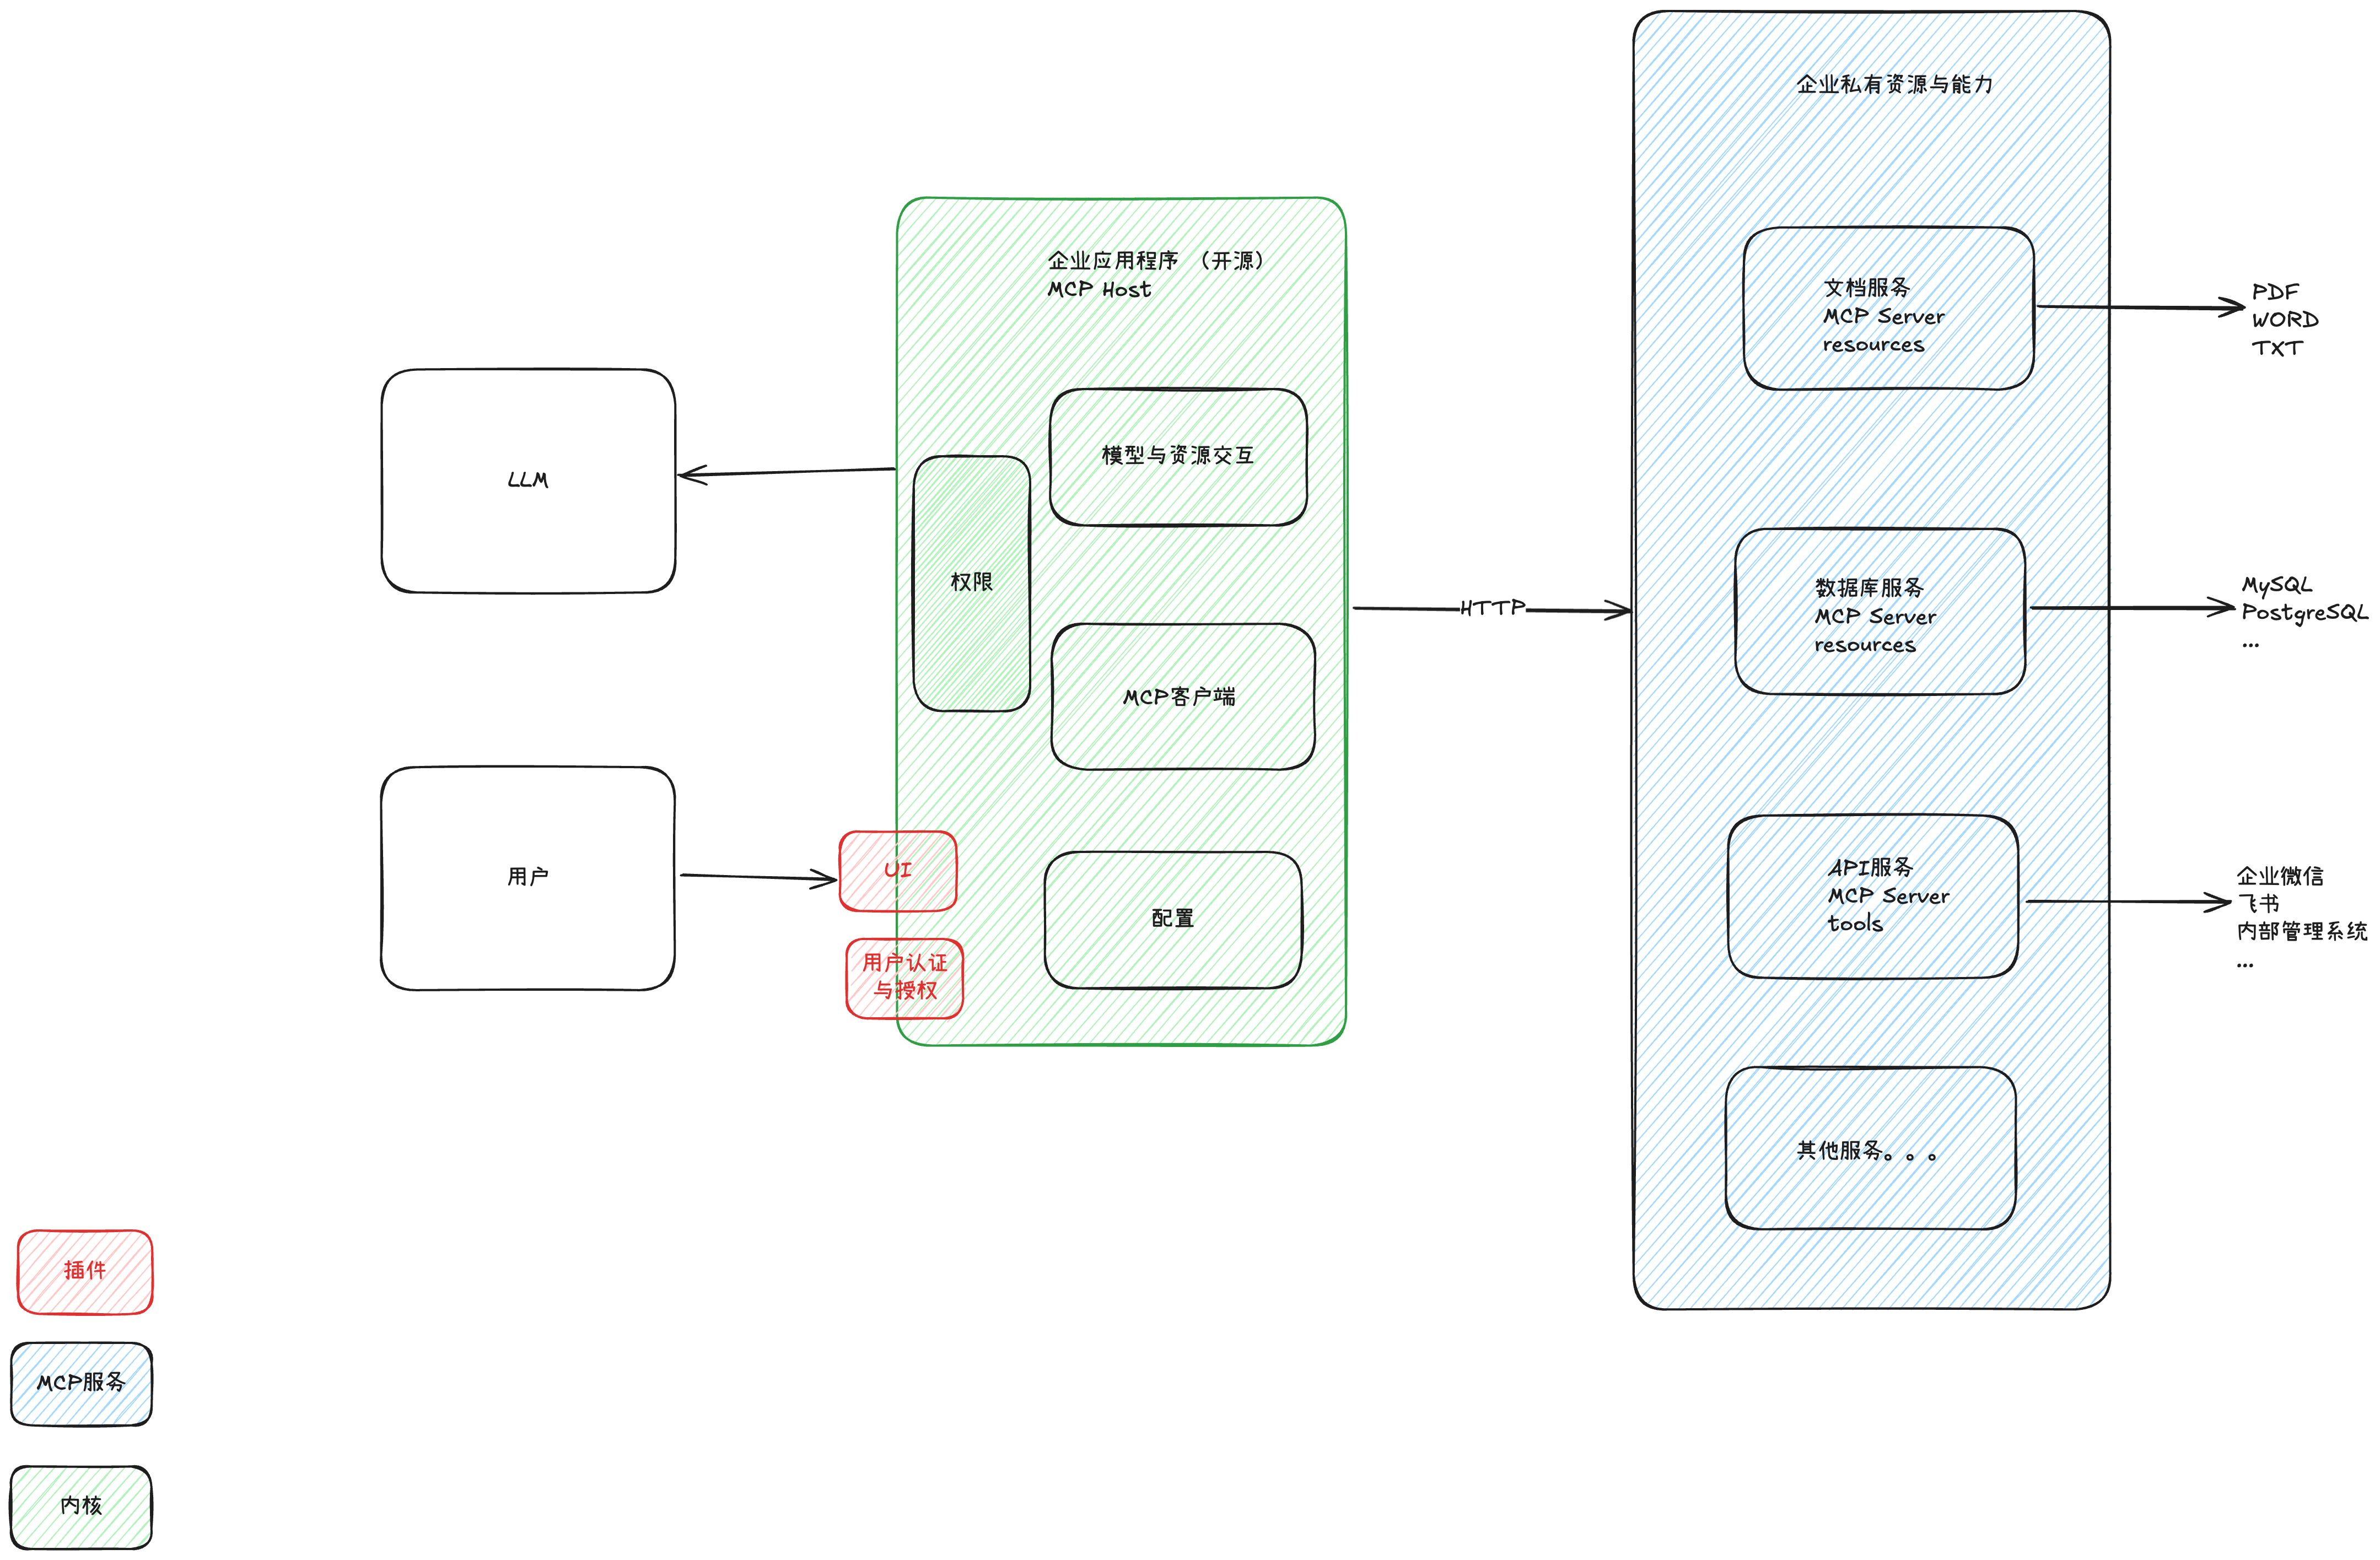 企业私有资源与能力
企业应用程序 （开源）
MCP Host
文档服务
MCP Server
resources
PDF
WORD
TXT
模型与资源交互
LLM
权限
数据库服务
MCP Server
resources
MySQL
PostgreSQL
...
HTTP
MCP客户端
用户
UI
API服务
MCP Server
tools
企业微信
飞书
内部管理系统
...
配置
用户认证
与授权
其他服务。。。
插件
MCP服务
内核